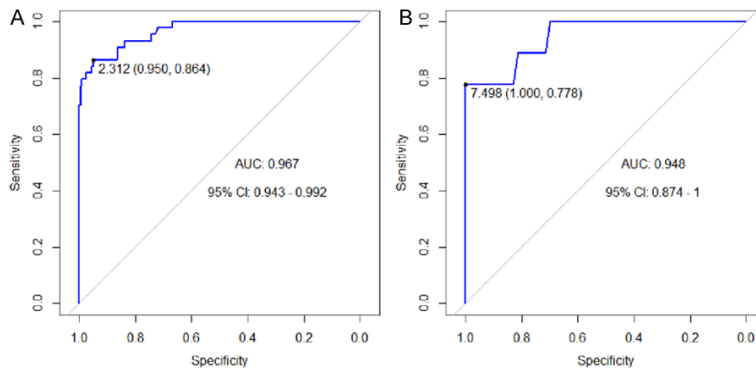 A
1.0
0.8
0.6
0.4
0.2
0.0
Sensitivity
2.312 (0.950, 0.864)
AUC: 0.967
95% CI: 0.943 - 0.992
1.0 0.8 0.6 0.4 0.2 0.0
Specificity
B
1.0
0.8
0.6
0.4
0.2
0.0
Sensitivity
7.498 (1.000, 0.778)
AUC: 0.948
95% CI: 0.874 - 1
1.0 0.8 0.6 0.4 0.2 0.0
Specificity